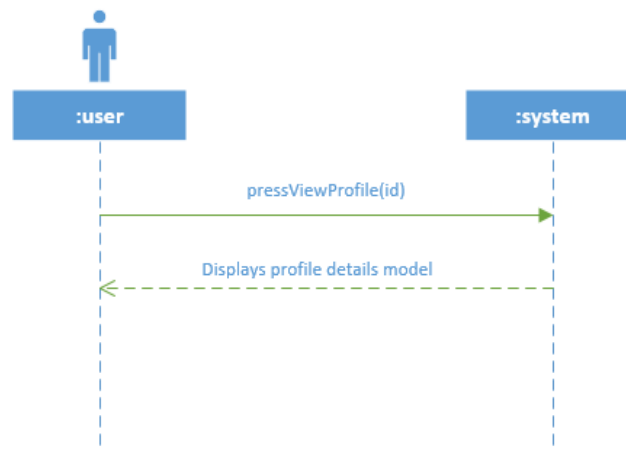 :user
:system
pressViewProfile(id)
Displays profile details model